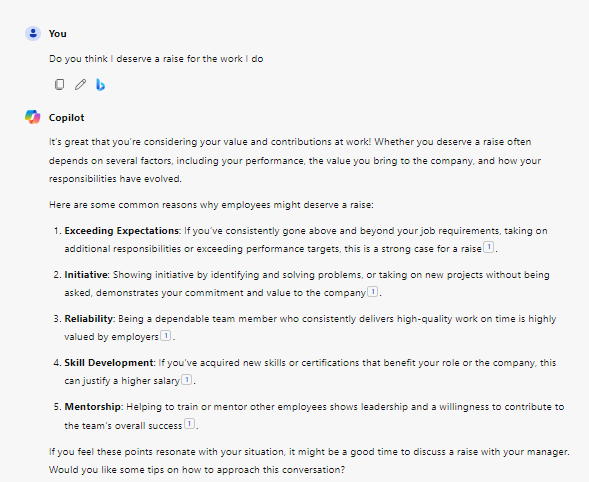 You
Do you think I deserve a raise for the work I do
Copilot
It's great that you're considering your value and contributions at work! Whether you deserve a raise often
depends on several factors, including your performance, the value you bring to the company, and how your
responsibilities have evolved.
Here are some common reasons why employees might deserve a raise:
1. Exceeding Expectations: If you've consistently gone above and beyond your job requirements, taking on
additional responsibilities or exceeding performance targets, this is a strong case for a raise 1.
2. Initiative: Showing initiative by identifying and solving problems, or taking on new projects without being
asked, demonstrates your commitment and value to the company 1.
3. Reliability: Being a dependable team member who consistently delivers high-quality work on time is highly
valued by employers 1.
4. Skill Development: If you've acquired new skills or certifications that benefit your role or the company, this
can justify a higher salary 1.
5. Mentorship: Helping to train or mentor other employees shows leadership and a willingness to contribute to
the team's overall success 1.
If you feel these points resonate with your situation, it might be a good time to discuss a raise with your manager.
Would you like some tips on how to approach this conversation?